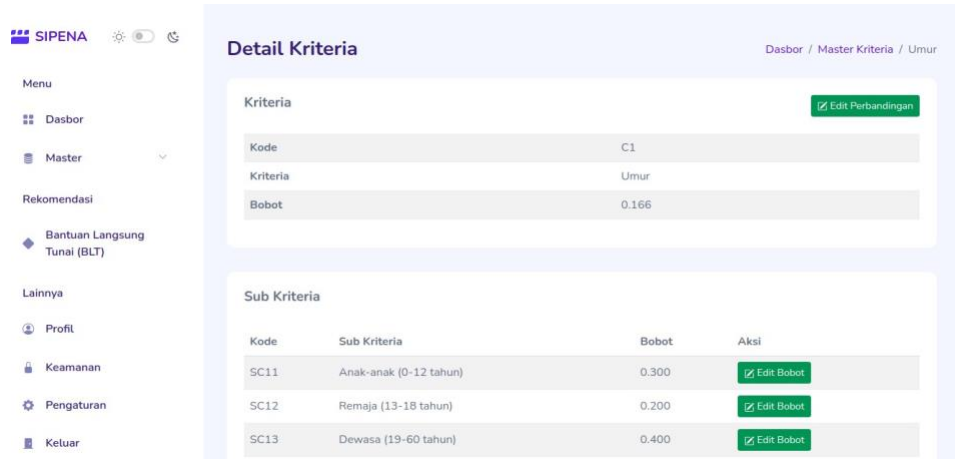 SIPENA
Menu
Dasbor
Master
Rekomendasi
Bantuan Langsung
Tunai (BLT)
Lainnya
Profil
Keamanan
Pengaturan
Keluar
Detail Kriteria
Dasbor / Master Kriteria / Umur
Kriteria
Edit Perbandingan
Kode C1
Kriteria Umur
Bobot 0.166
Sub Kriteria
Kode Sub Kriteria Bobot Aksi
SC11 Anak-anak (0-12 tahun) 0.300 Edit Bobot
SC12 Remaja (13-18 tahun) 0.200 Edit Bobot
SC13 Dewasa (19-60 tahun) 0.400 Edit Bobot